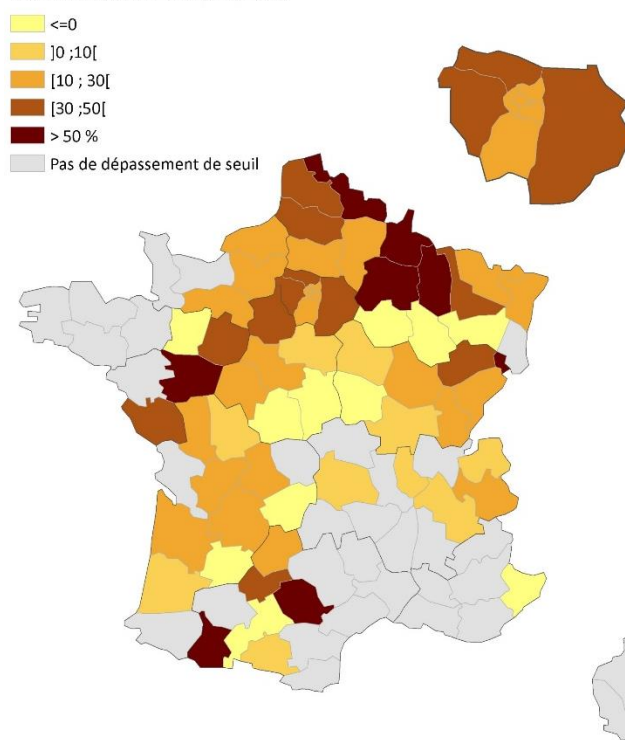 <=0
]0 ;10[
[10 ; 30[
[30 ;50[
> 50 %
Pas de dépassement de seuil